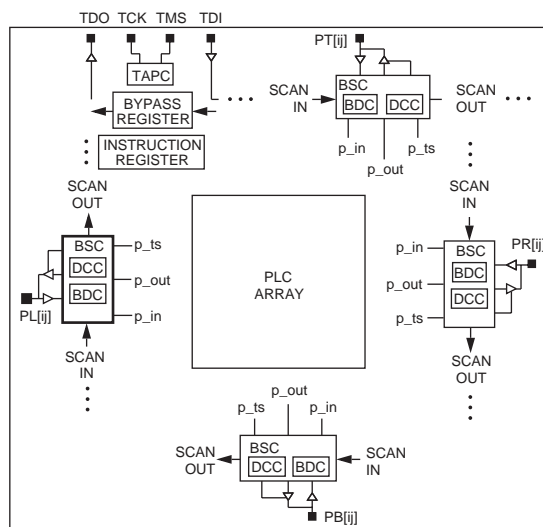 TDO TCK TMS TDI
TAPC
BYPASS
REGISTER
INSTRUCTION
REGISTER
PT[ij]
SCAN
IN
BSC
BDC DCC
SCAN
OUT
p_in
p_out
p_ts
SCAN
IN
SCAN
OUT
BSC
DCC
BDC
p_ts
p_out
p_in
PL[ij]
SCAN
IN
PLC
ARRAY
p_in
p_out
p_ts
BSC
BDC
DCC
PR[ij]
SCAN
OUT
p_out
p_ts p_in
SCAN
OUT
BSC
DCC BDC
SCAN
IN
PB[ij]